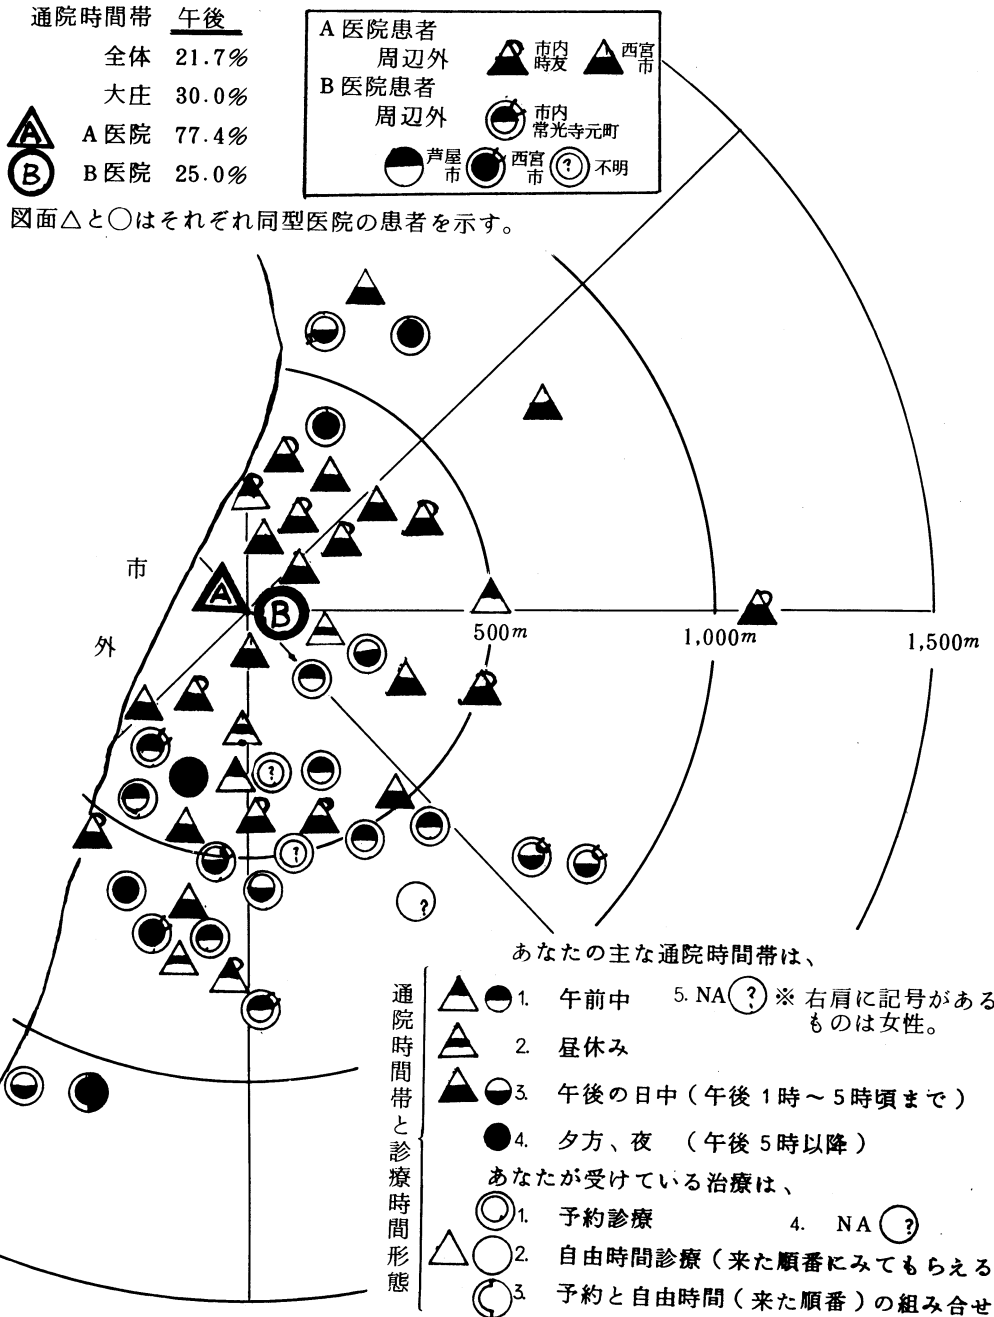 通院時間帯 午後
全体 21.7%
大庄 30.0%
A A医院 77.4%
B B医院 25.0%
図面△と○はそれぞれ同型医院の患者を示す。
A医院患者
周辺外 市内時友 西宮市
B医院患者
周辺外 市内常光寺元町
芦屋市 西宮市 ? 不明
市
外
A
B
500m
1,000m
1,500m
?
?
?
あなたの主な通院時間帯は、
通院時間帯と診療時間形態
1. 午前中 5. NA ? ※右肩に記号がある
ものは女性。
2. 昼休み
3. 午後の日中(午後1時～5時頃まで)
4. 夕方、夜 (午後5時以降)
あなたが受けている治療は、
1. 予約診療 4. NA ?
2. 自由時間診療(来た順番にみてもらえる
3. 予約と自由時間(来た順番)の組み合せ